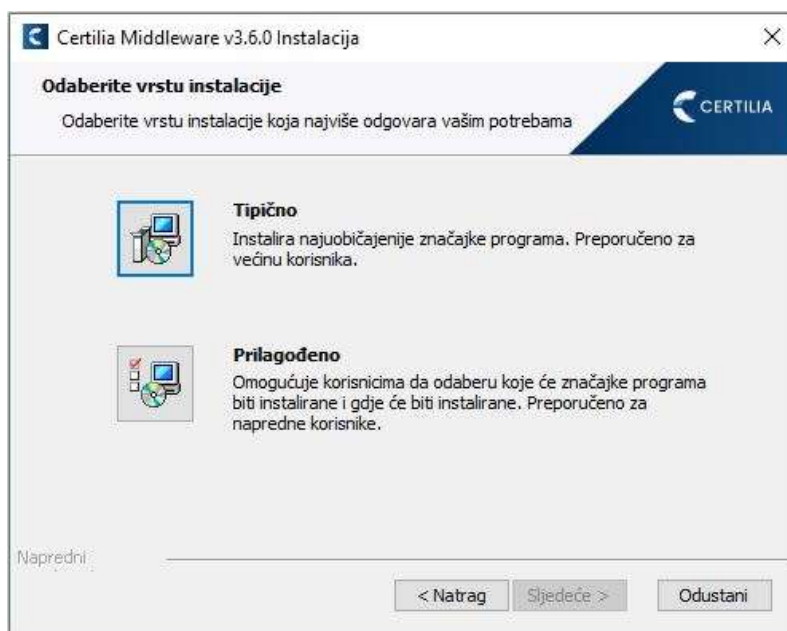 Certilia Middleware v3.6.0 Instalacija
Odaberite vrstu instalacije
Odaberite vrstu instalacije koja najviše odgovara vašim potrebama
CERTILIA
Tipično
Instalira najuobičajenije značajke programa. Preporučeno za
većinu korisnika.
Prilagođeno
Omogućuje korisnicima da odaberu koje će značajke programa
biti instalirane i gdje će biti instalirane. Preporučeno za
napredne korisnike.
Napredni
< Natrag Sljedeće > Odustani